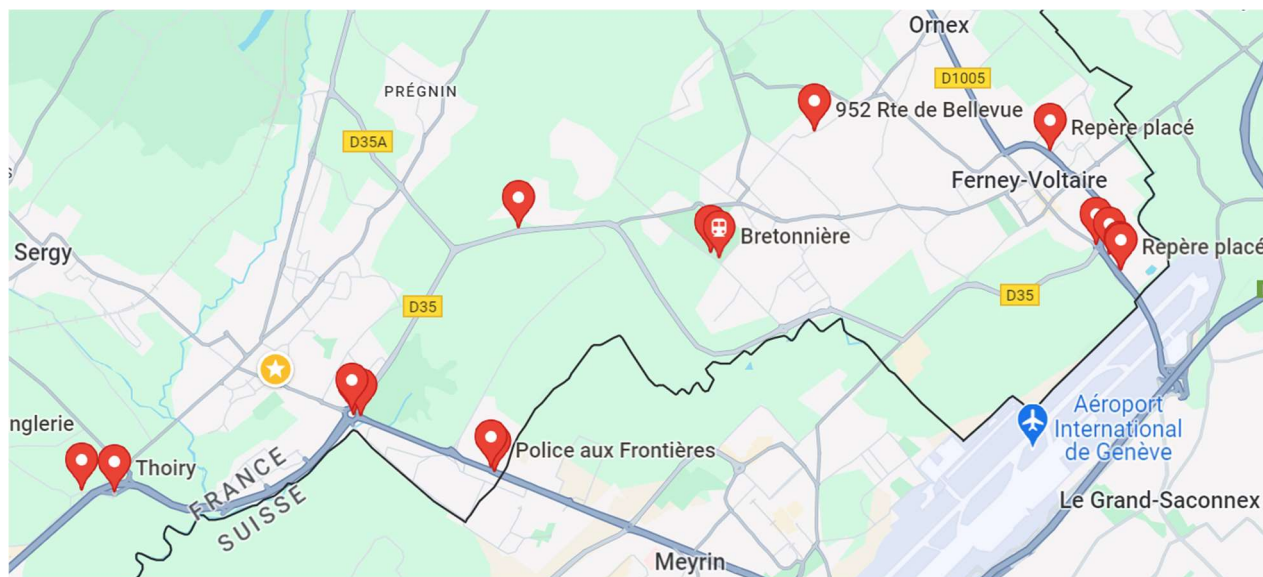 Ornex
D1005
PRÉGNIN
952 Rte de Bellevue
Repère placé
D35A
Ferney-Voltaire
Sergy
Bretonnière
Repère placé
D35
D35
Aéroport
International
de Genève
nglerie
Police aux Frontières
Thoiry
FRANCE
SUISSE
Le Grand-Saconnex
Meyrin